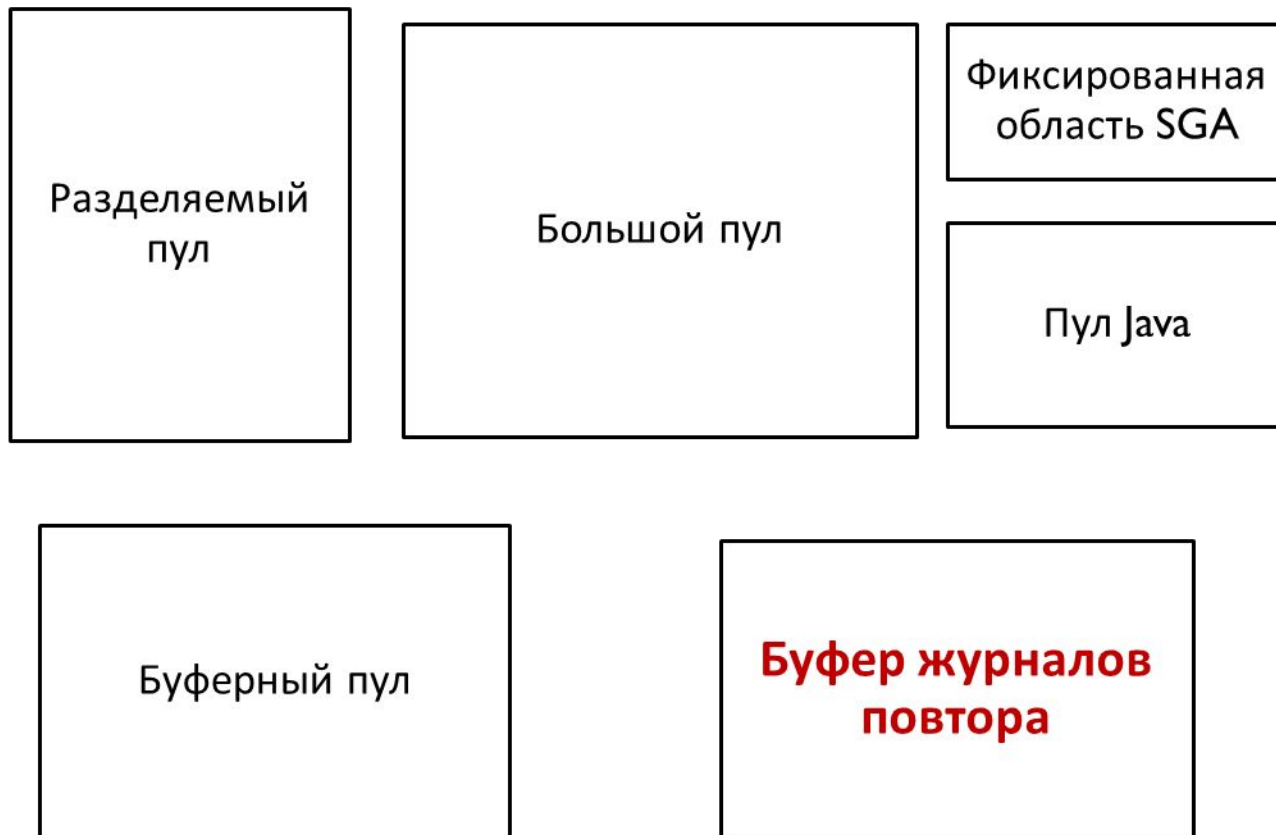 Разделяемый
пул
Большой пул
Фиксированная
область SGA
Пул Java
Буферный пул
Буфер журналов
повтора